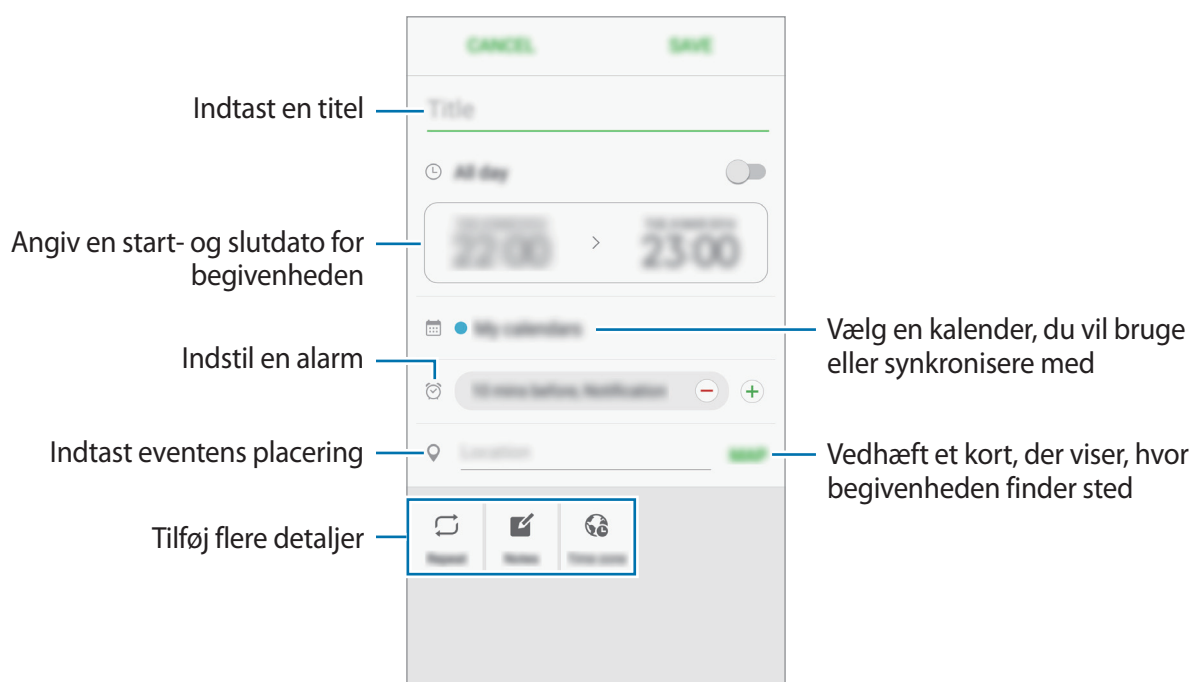 CANCEL
SAVE
Indtast en titel
Title
All day
Angiv en start- og slutdato for
begivenheden
22:00
23:00
My calendars
Vælg en kalender, du vil bruge
eller synkronisere med
Indstil en alarm
10 mins before, Notification
Indtast eventens placering
Location
MAP
Vedhæft et kort, der viser, hvor
begivenheden finder sted
Tilføj flere detaljer
Repeat
Notes
Time zone